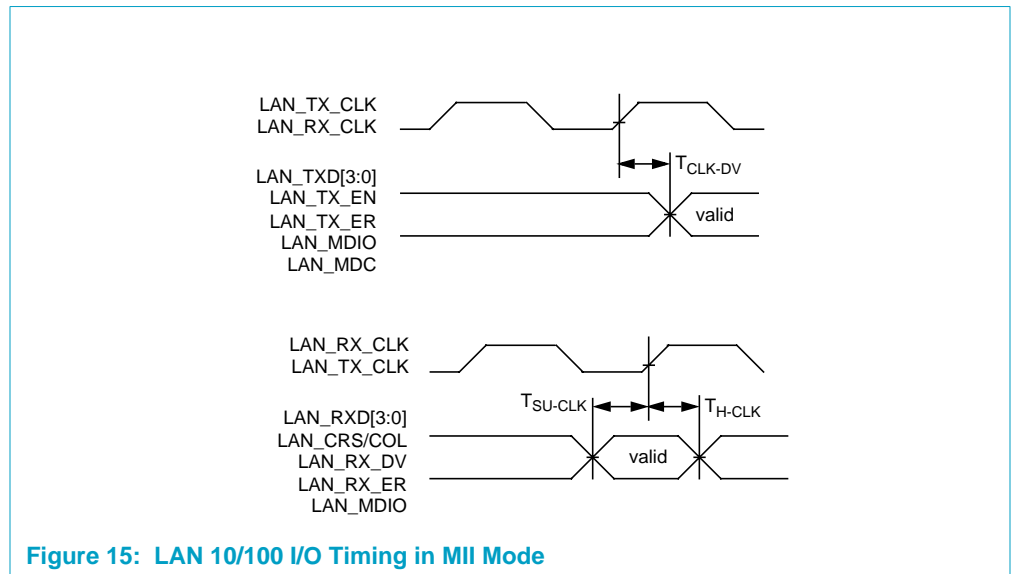 LAN_TX_CLK
LAN_RX_CLK
T_CLK-DV
LAN_TXD[3:0]
LAN_TX_EN
LAN_TX_ER
LAN_MDIO
LAN_MDC
valid
LAN_RX_CLK
LAN_TX_CLK
T_SU-CLK
T_H-CLK
LAN_RXD[3:0]
LAN_CRS/COL
LAN_RX_DV
LAN_RX_ER
LAN_MDIO
valid
Figure 15: LAN 10/100 I/O Timing in MII Mode